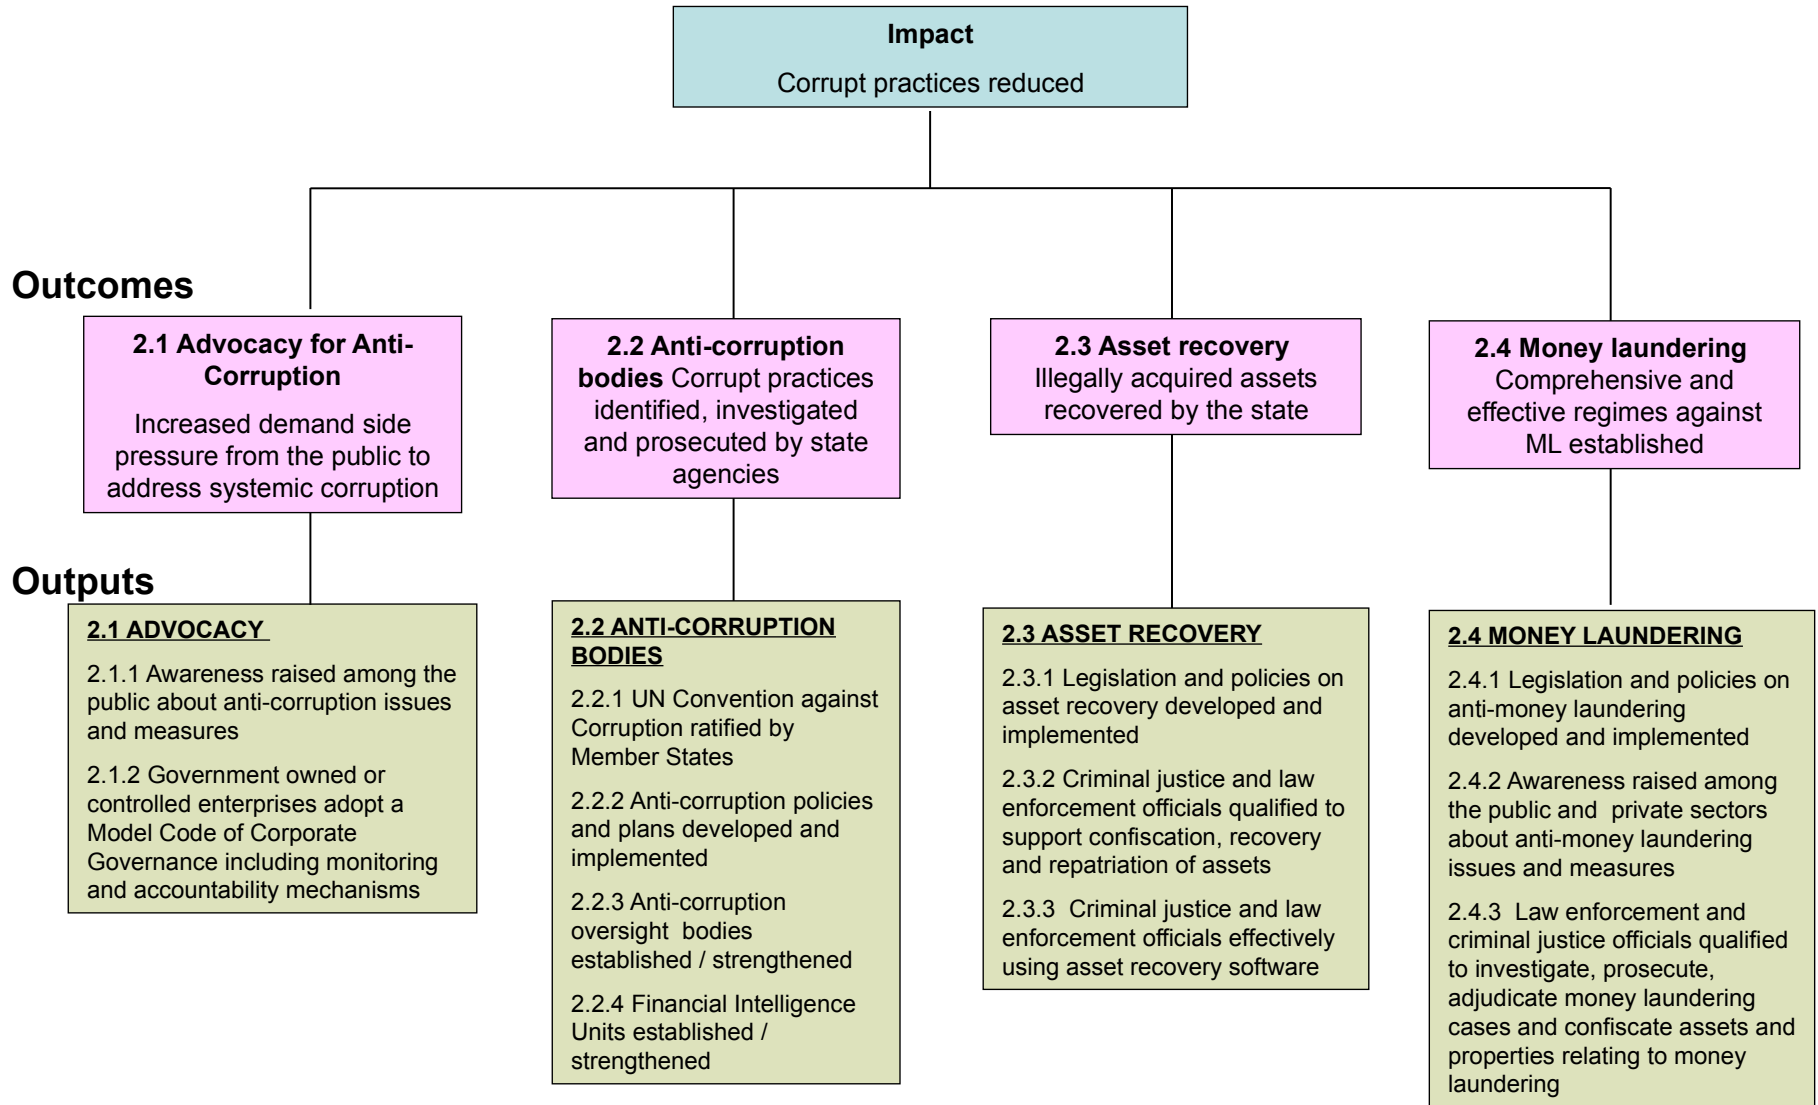 Impact
Corrupt practices reduced
Outcomes
2.1 Advocacy for Anti-
Corruption
Increased demand side
pressure from the public to
address systemic corruption
2.2 Anti-corruption
bodies Corrupt practices
identified, investigated
and prosecuted by state
agencies
2.3 Asset recovery
Illegally acquired assets
recovered by the state
2.4 Money laundering
Comprehensive and
effective regimes against
ML established
Outputs
2.1 ADVOCACY
2.1.1 Awareness raised among the
public about anti-corruption issues
and measures
2.1.2 Government owned or
controlled enterprises adopt a
Model Code of Corporate
Governance including monitoring
and accountability mechanisms
2.2 ANTI-CORRUPTION
BODIES
2.2.1 UN Convention against
Corruption ratified by
Member States
2.2.2 Anti-corruption policies
and plans developed and
implemented
2.2.3 Anti-corruption
oversight bodies
established / strengthened
2.2.4 Financial Intelligence
Units established /
strengthened
2.3 ASSET RECOVERY
2.3.1 Legislation and policies on
asset recovery developed and
implemented
2.3.2 Criminal justice and law
enforcement officials qualified to
support confiscation, recovery
and repatriation of assets
2.3.3 Criminal justice and law
enforcement officials effectively
using asset recovery software
2.4 MONEY LAUNDERING
2.4.1 Legislation and policies on
anti-money laundering
developed and implemented
2.4.2 Awareness raised among
the public and private sectors
about anti-money laundering
issues and measures
2.4.3 Law enforcement and
criminal justice officials qualified
to investigate, prosecute,
adjudicate money laundering
cases and confiscate assets and
properties relating to money
laundering